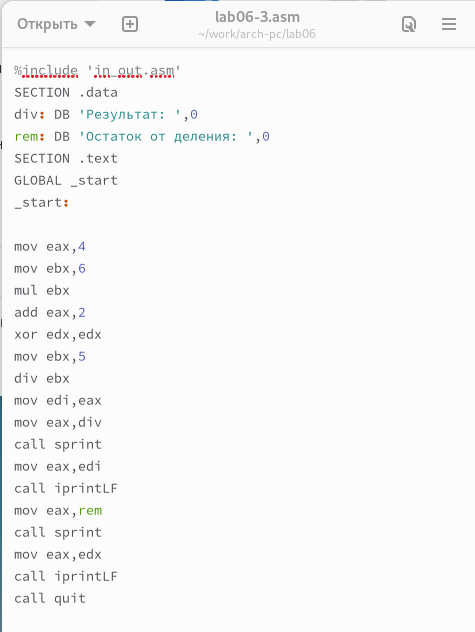 Открыть
lab06-3.asm
~/work/arch-pc/lab06
%include 'in_out.asm'
SECTION .data
div: DB 'Результат: ',0
rem: DB 'Остаток от деления: ',0
SECTION .text
GLOBAL _start
_start:
mov eax,4
mov ebx,6
mul ebx
add eax,2
xor edx,edx
mov ebx,5
div ebx
mov edi,eax
mov eax,div
call sprint
mov eax,edi
call iprintLF
mov eax,rem
call sprint
mov eax,edx
call iprintLF
call quit